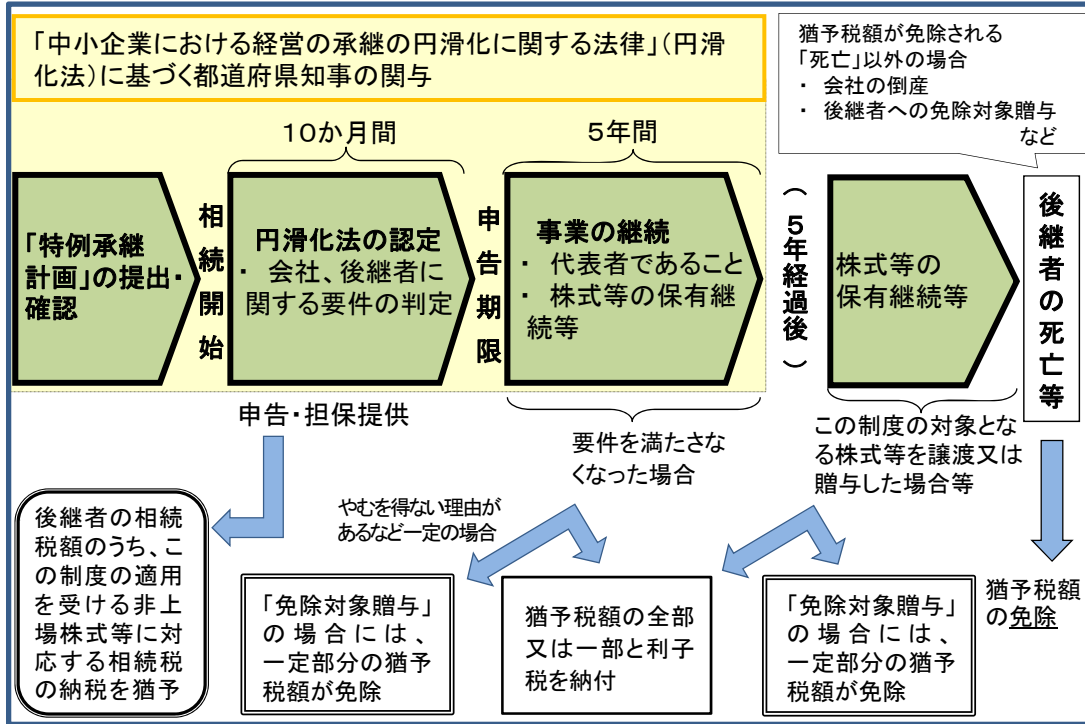 「中小企業における経営の承継の円滑化に関する法律」(円滑
化法)に基づく都道府県知事の関与
猶予税額が免除される
「死亡」以外の場合
・ 会社の倒産
・ 後継者への免除対象贈与
など
10か月間
5年間
「特例承継
計画」の提出・
確認
相続開始
円滑化法の認定
・ 会社、後継者に
関する要件の判定
申告期限
事業の継続
・ 代表者であること
・ 株式等の保有継
続等
(5年経過後)
株式等の
保有継続等
後継者の死亡等
申告・担保提供
要件を満たさな
くなった場合
この制度の対象とな
る株式等を譲渡又は
贈与した場合等
やむを得ない理由が
あるなど一定の場合
後継者の相続
税額のうち、こ
の制度の適用
を受ける非上
場株式等に対
応する相続税
の納税を猶予
「免除対象贈与」
の場合には、
一定部分の猶予
税額が免除
猶予税額の全部
又は一部と利子
税を納付
「免除対象贈与」
の場合には、
一定部分の猶予
税額が免除
猶予税額
の免除